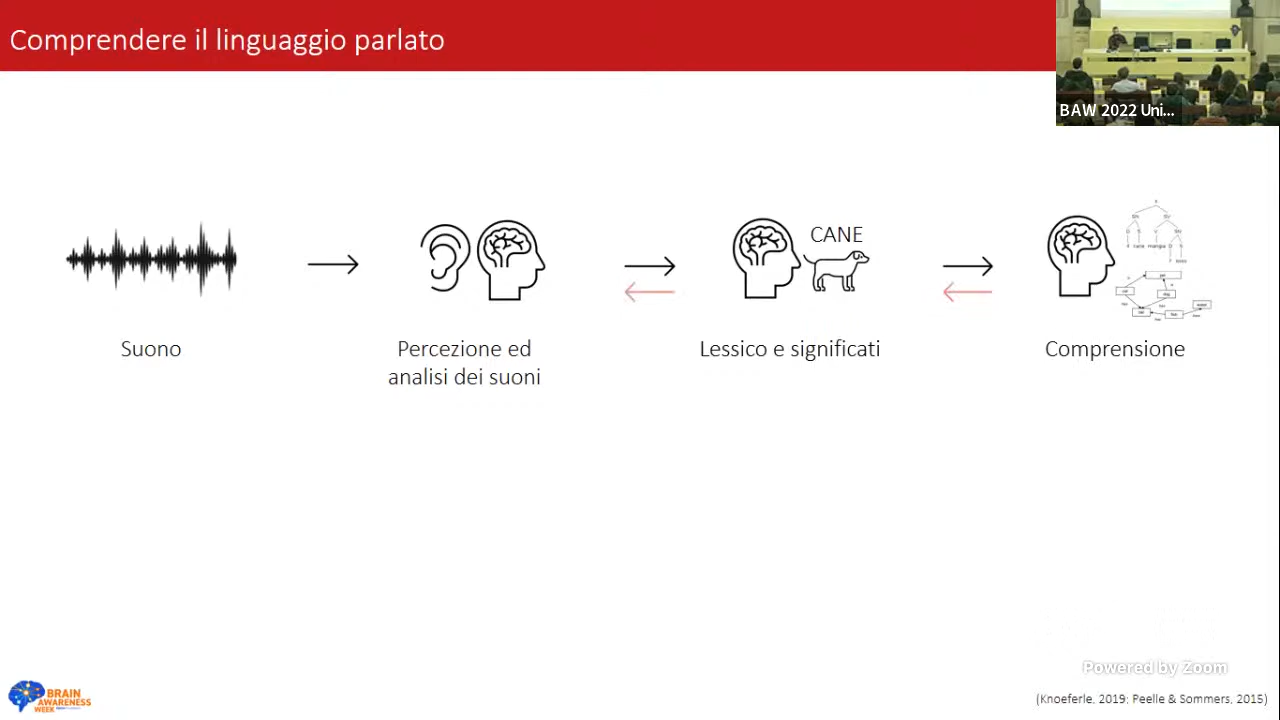 Comprendere il linguaggio parlato
BAW 2022 Uni...
CANE
Suono
Percezione ed
analisi dei suoni
Lessico e significati
Comprensione
Powered by Zoom
BRAIN
AWARENESS
WEEK
(Knoeferle, 2019; Peelle & Sommers, 2015)